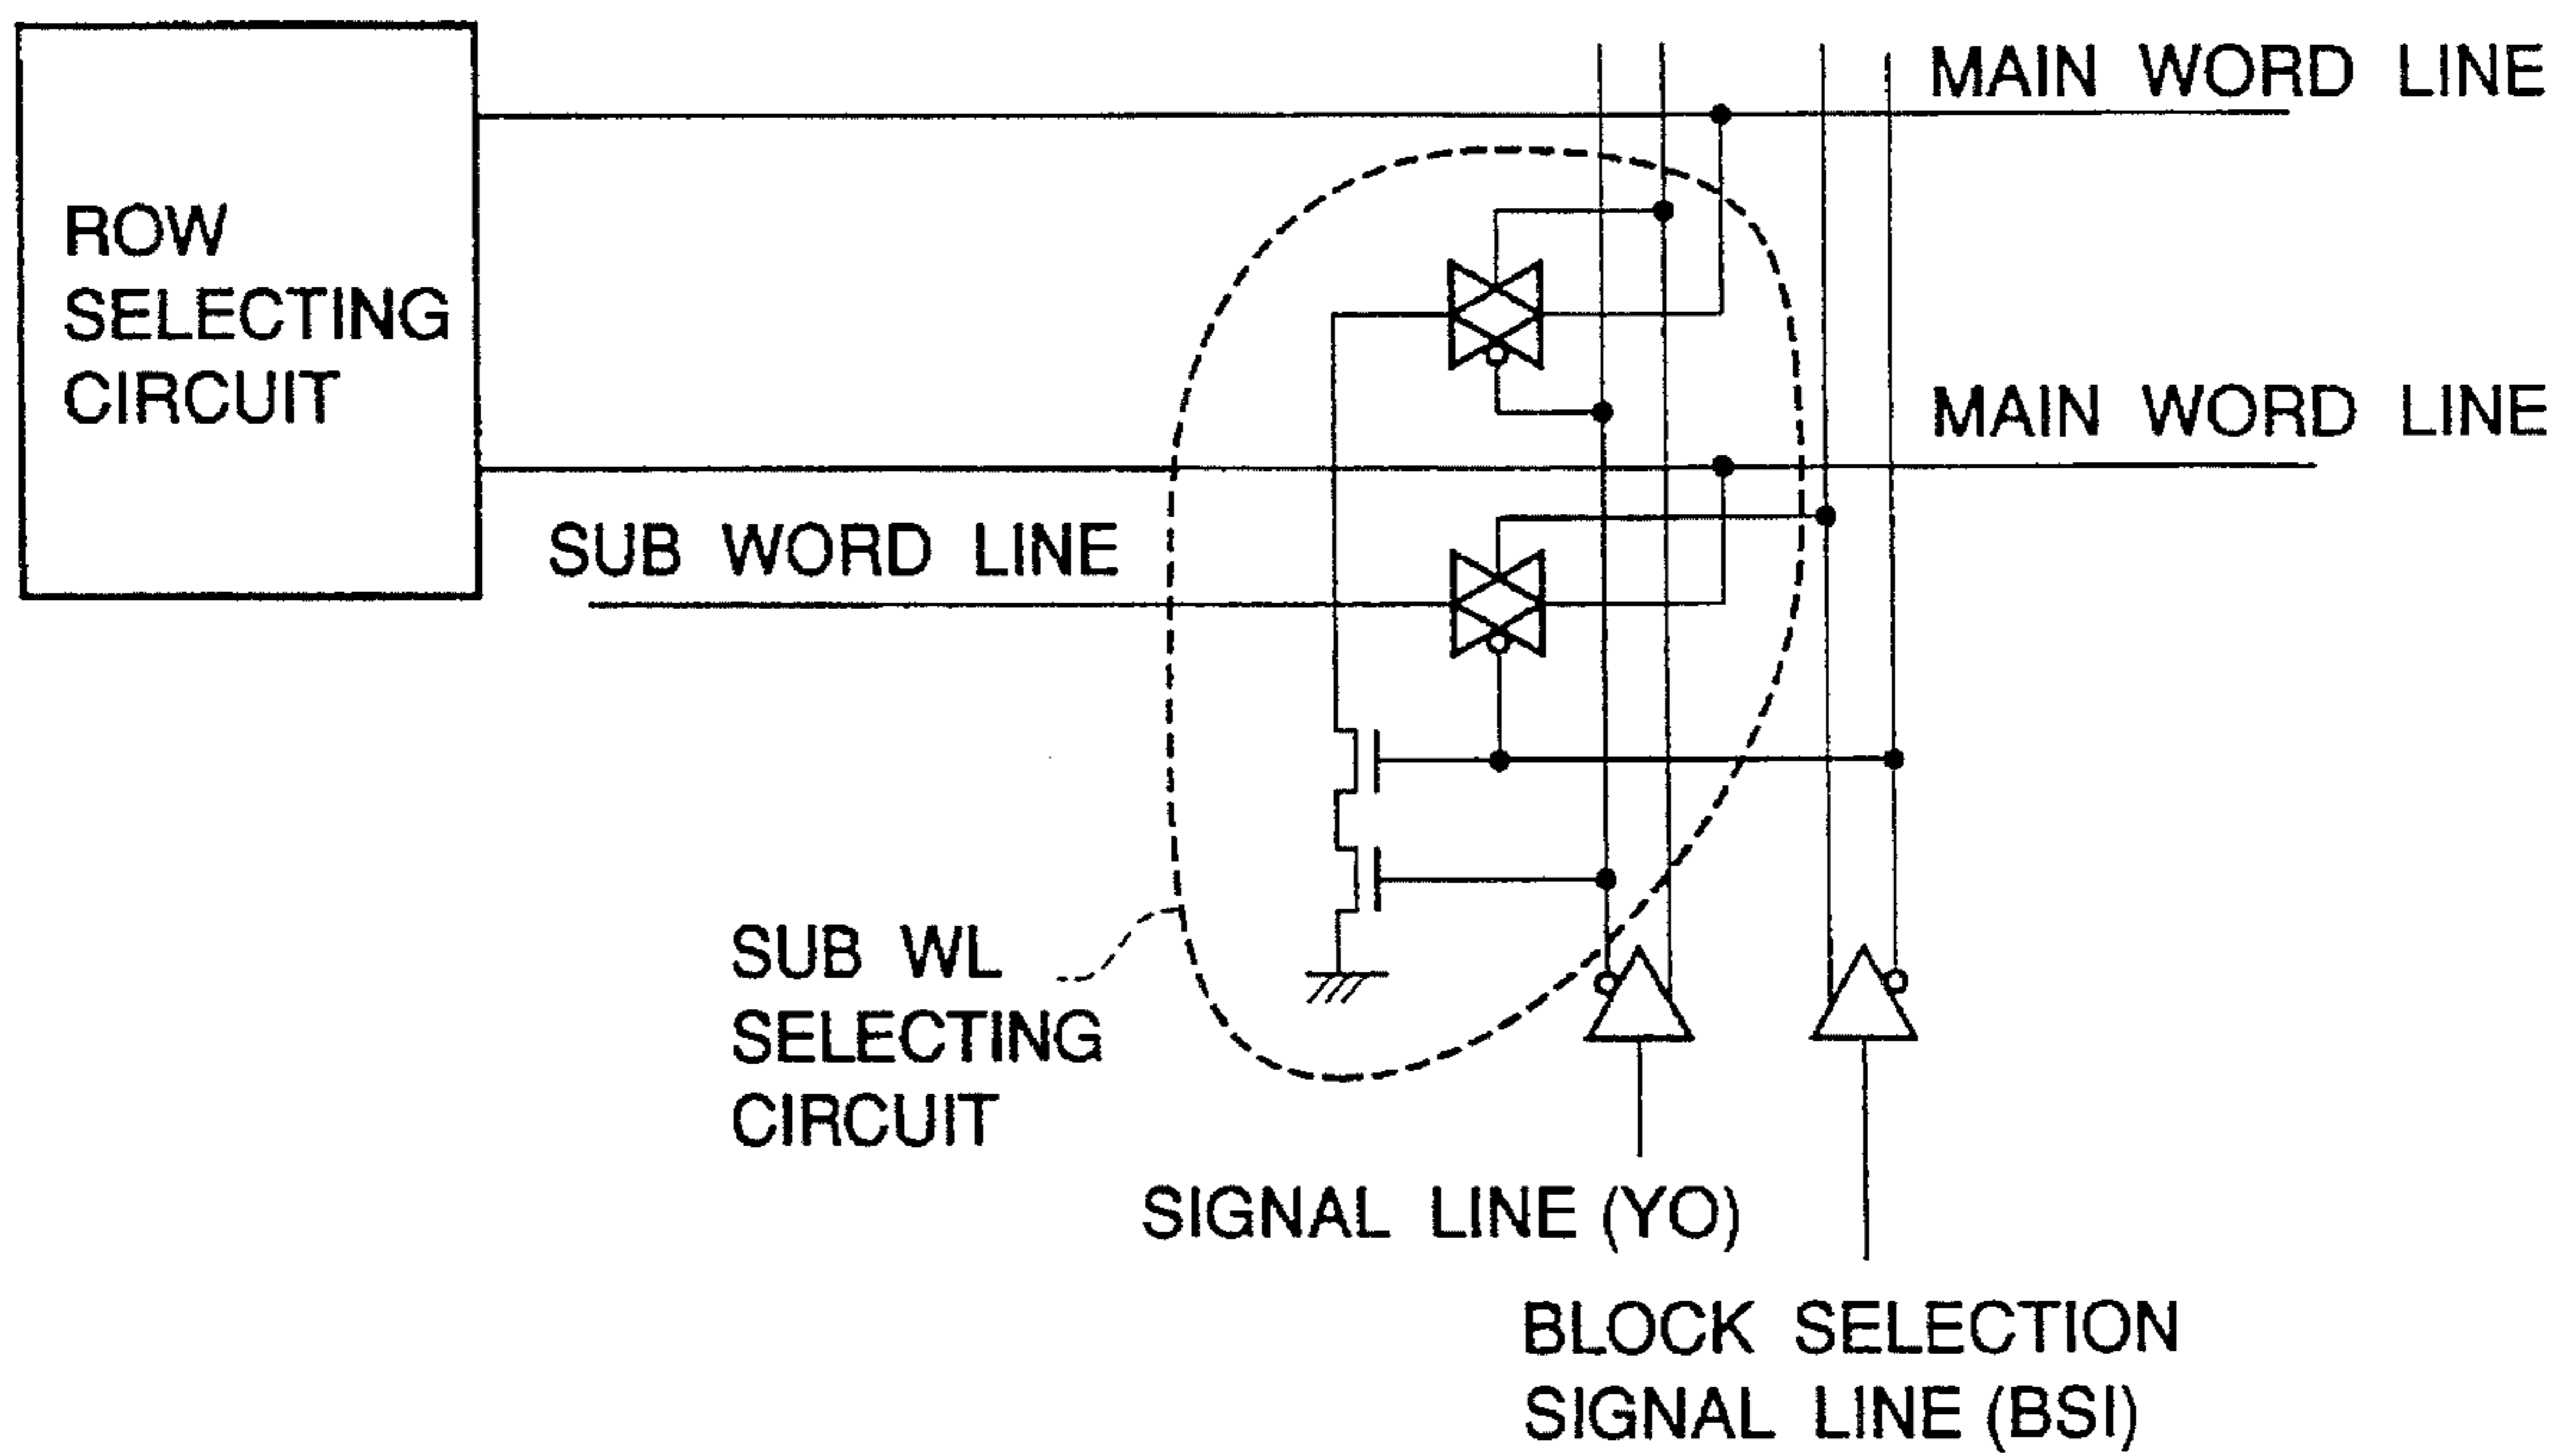 MAIN WORD LINE
ROW
SELECTING
CIRCUIT
MAIN WORD LINE
SUB WORD LINE
SUB WL
SELECTING
CIRCUIT
SIGNAL LINE (YO)
BLOCK SELECTION
SIGNAL LINE (BSI)